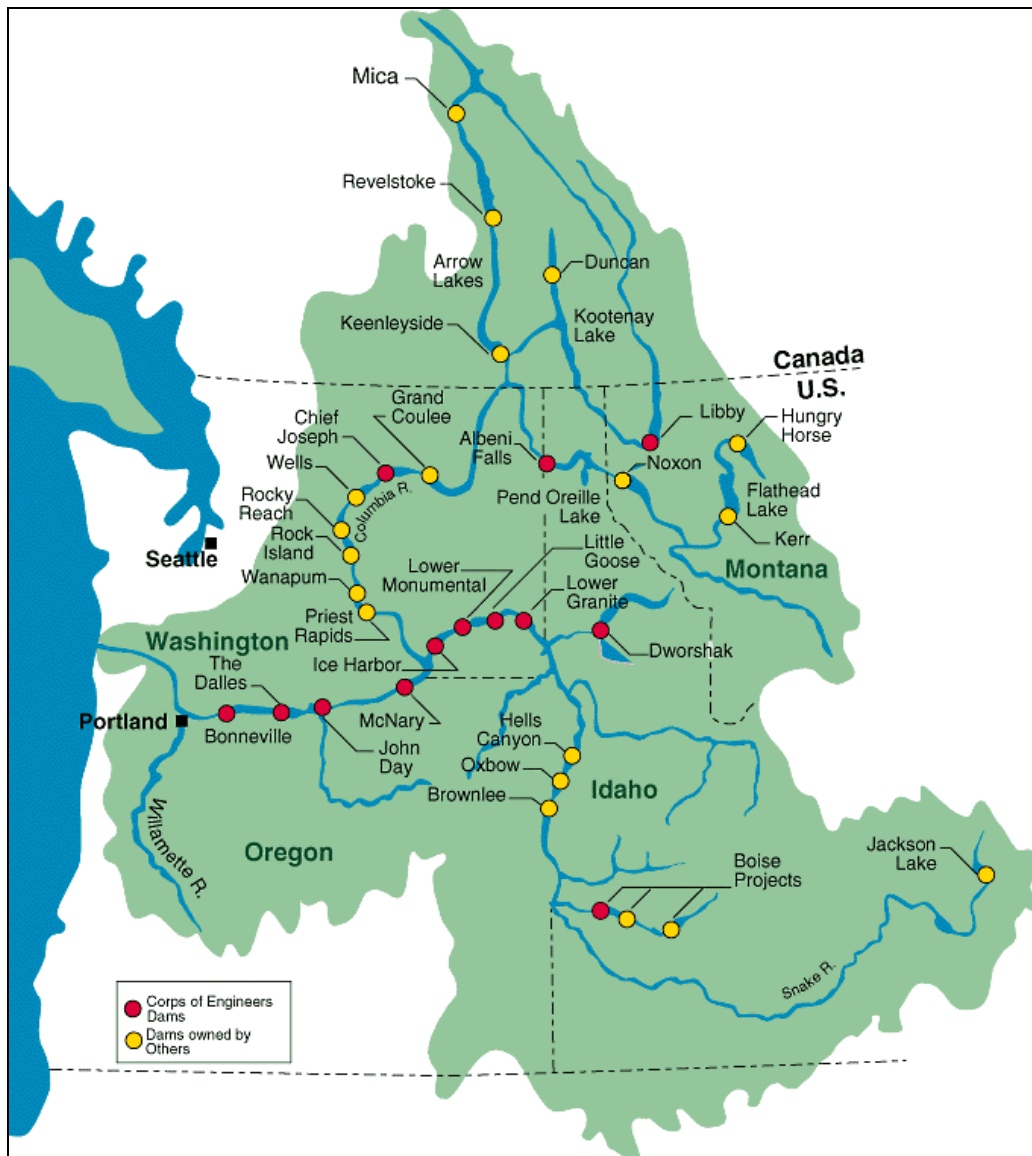 Mica
Revelstoke
Arrow
Lakes
Duncan
Keenleyside
Kootenay
Lake
Canada
U.S.
Grand
Coulee
Chief
Joseph
Libby
Hungry
Horse
Albeni
Falls
Wells
Noxon
Columbia R.
Rocky
Reach
Pend Oreille
Lake
Flathead
Lake
Rock
Island
Kerr
Seattle
Little
Goose
Lower
Monumental
Montana
Wanapum
Lower
Granite
Priest
Rapids
Washington
Ice Harbor
Dworshak
The
Dalles
Portland
Bonneville
McNary
John
Day
Hells
Canyon
Oxbow
Brownlee
Idaho
Willamette R.
Oregon
Boise
Projects
Jackson
Lake
Snake R.
Corps of Engineers
Dams
Dams owned by
Others